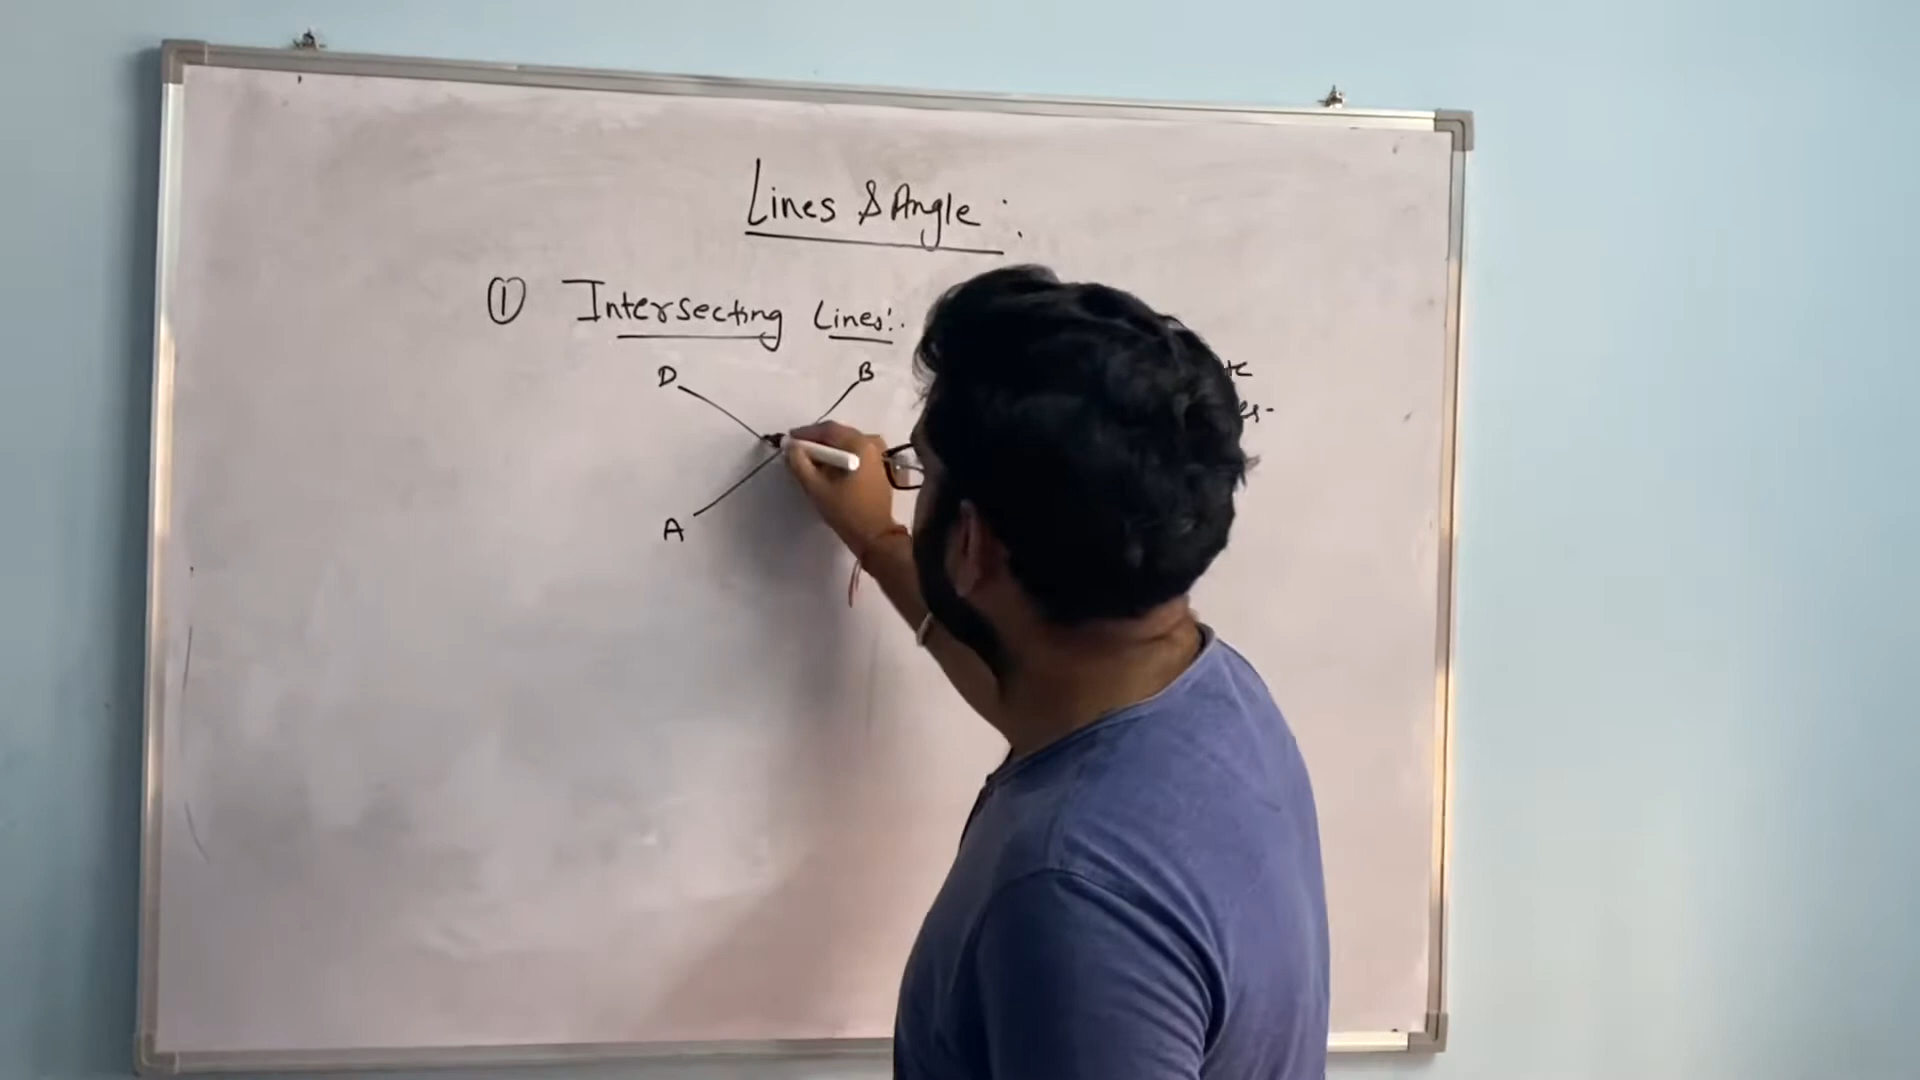 Lines & Angle :
① Intersecting Lines:.
D B
A